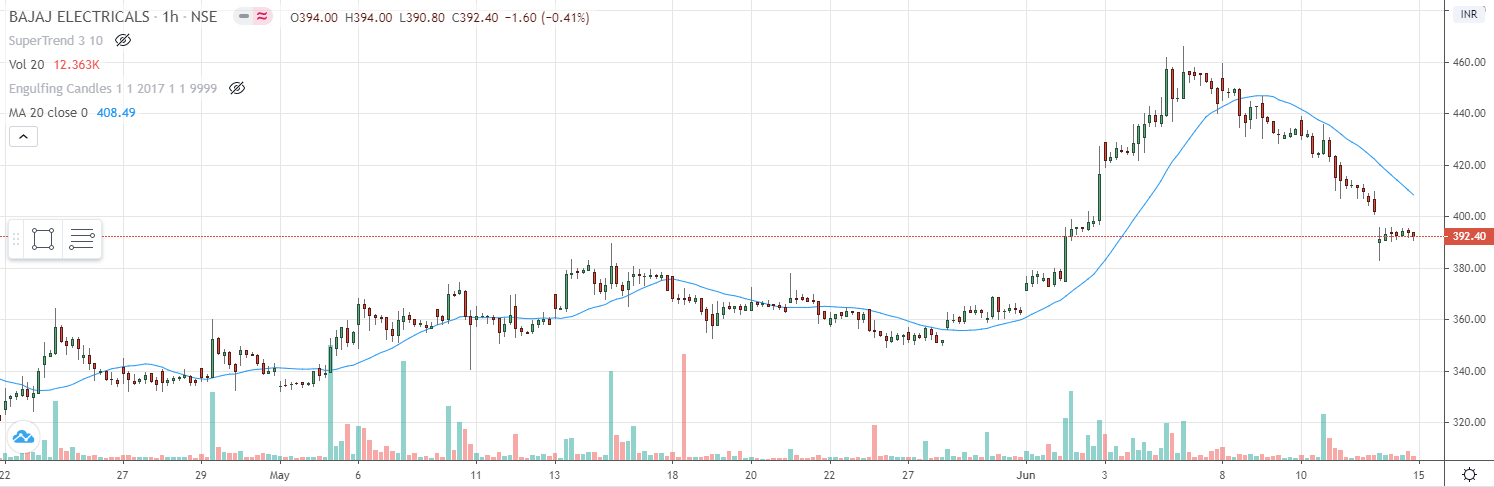 BAJAJ ELECTRICALS · 1h · NSE O394.00 H394.00 L390.80 C392.40 −1.60 (−0.41%)
SuperTrend 3 10
Vol 20 12.363K
Engulfing Candles 1 1 2017 1 1 9999
MA 20 close 0 408.49
INR
460.00
440.00
420.00
400.00
392.40
380.00
360.00
340.00
320.00
22 27 29 May 6 11 13 18 20 22 27 Jun 3 8 10 15